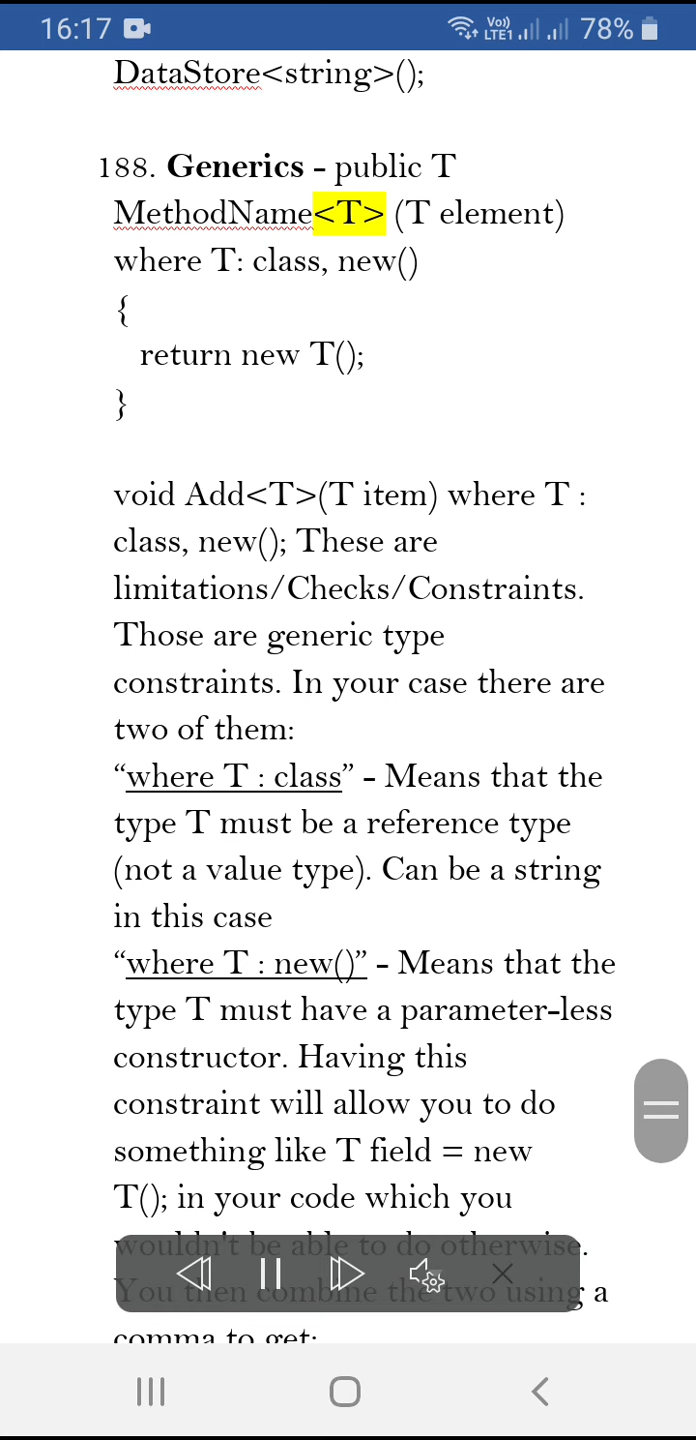 16:17
Vo)) LTE1 78%
DataStore<string>();
188. Generics - public T
MethodName<T> (T element)
where T: class, new()
{
return new T();
}
void Add<T>(T item) where T :
class, new(); These are
limitations/Checks/Constraints.
Those are generic type
constraints. In your case there are
two of them:
“where T : class” - Means that the
type T must be a reference type
(not a value type). Can be a string
in this case
“where T : new()” - Means that the
type T must have a parameter-less
constructor. Having this
constraint will allow you to do
something like T field = new
T(); in your code which you
wouldn't be able to do otherwise.
You then combine the two using a
comma to get: